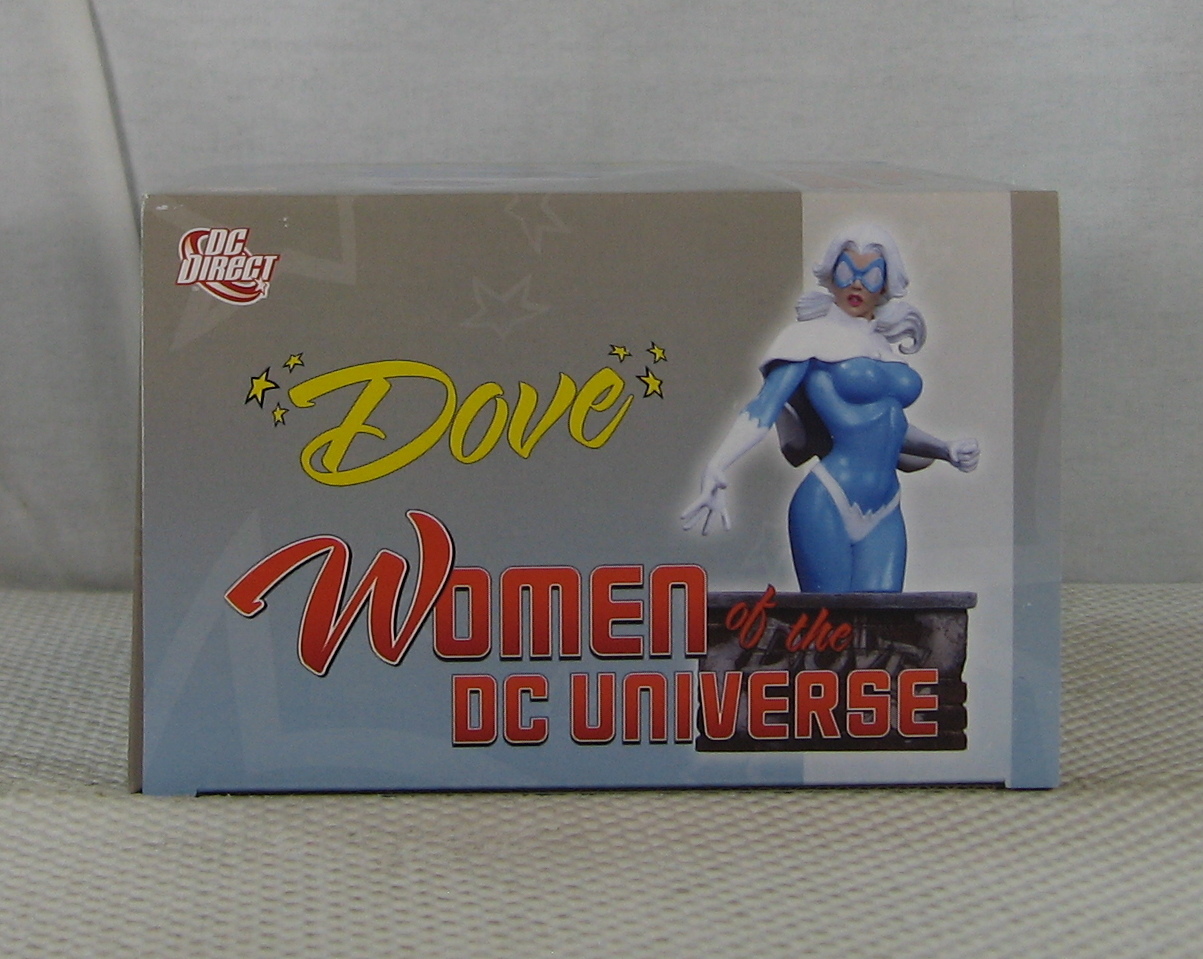 DC
DIRECT
Dove
WOMEN of the
DC UNIVERSE